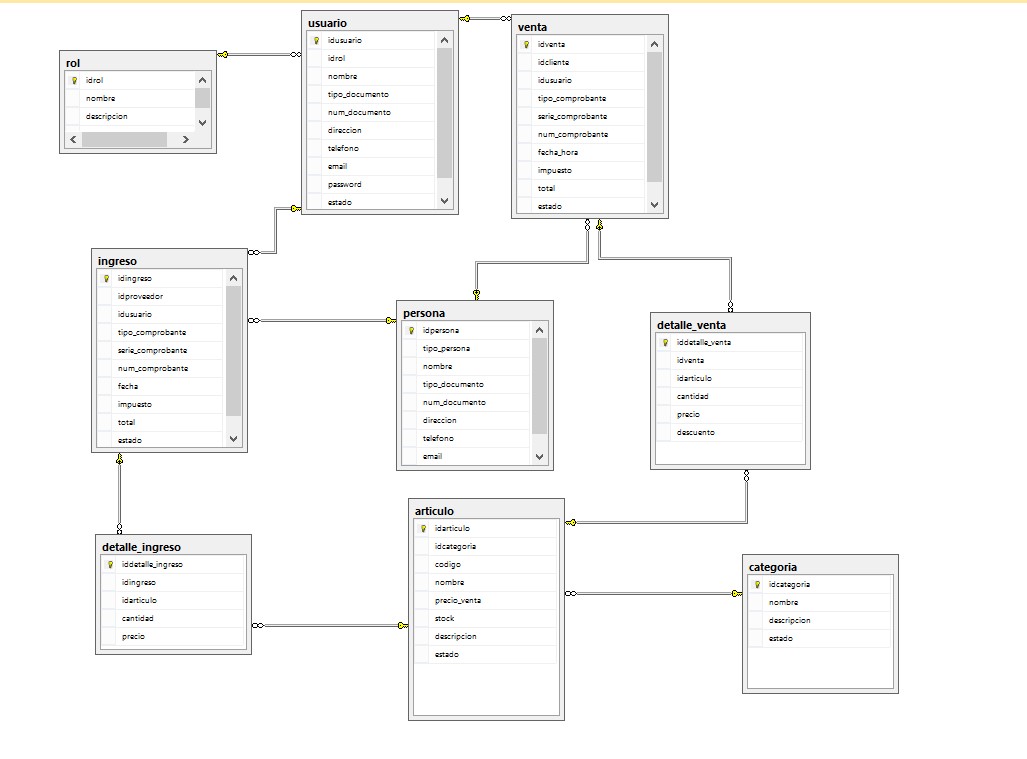 usuario
idusuario
idrol
nombre
tipo_documento
num_documento
direccion
telefono
email
password
estado
venta
idventa
idcliente
idusuario
tipo_comprobante
serie_comprobante
num_comprobante
fecha_hora
impuesto
total
estado
rol
idrol
nombre
descripcion
ingreso
idingreso
idproveedor
idusuario
tipo_comprobante
serie_comprobante
num_comprobante
fecha
impuesto
total
estado
persona
idpersona
tipo_persona
nombre
tipo_documento
num_documento
direccion
telefono
email
detalle_venta
iddetalle_venta
idventa
idarticulo
cantidad
precio
descuento
articulo
idarticulo
idcategoria
codigo
nombre
precio_venta
stock
descripcion
estado
detalle_ingreso
iddetalle_ingreso
idingreso
idarticulo
cantidad
precio
categoria
idcategoria
nombre
descripcion
estado